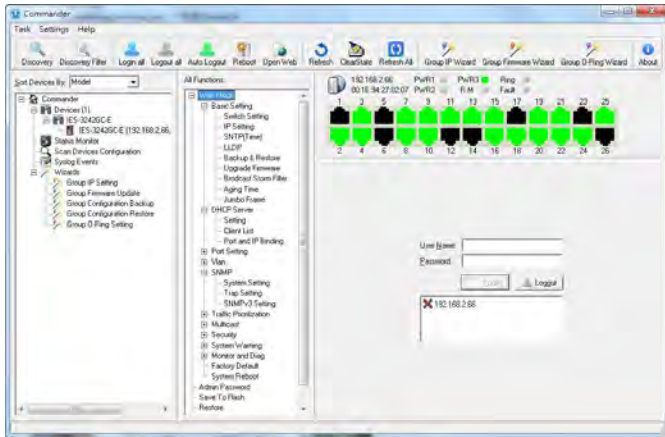 Commander
Task Settings Help
Discovery Discovery Filter Login all Logout all Auto Logout Reboot Open Web Refresh ClearState Refresh All Group IP Wizard Group Firmware Wizard Group O-Ring Wizard About
Sort Devices By: Model
Commander
Devices (1)
IES-3242GC-E
IES-3242GC-E (192.168.2.66,
Status Monitor
Scan Devices Configuration
Syslog Events
Wizards
Group IP Setting
Group Firmware Update
Group Configuration Backup
Group Configuration Restore
Group O-Ring Setting
All Functions:
Basic Setting
Switch Setting
IP Setting
SNTP(Time)
LLDP
Backup & Restore
Upgrade Firmware
Brodcast Storm Filter
Aging Time
Jumbo Frame
DHCP Server
Setting
Client List
Port and IP Binding
Port Setting
Vlan
SNMP
System Setting
Trap Setting
SNMPv3 Setting
Traffic Prioritization
Multicast
Security
System Warning
Monitor and Diag
Factory Default
System Reboot
Admin Password
Save To Flash
Restore
192.168.2.66 PWR1 PWR3 Ring
00:1E:94:27:02:07 PWR2 R.M Fault
1 3 5 7 9 11 13 15 17 19 21 23 25
2 4 6 8 10 12 14 16 18 20 22 24 26
User Name:
Password
Login Logout
192.168.2.66